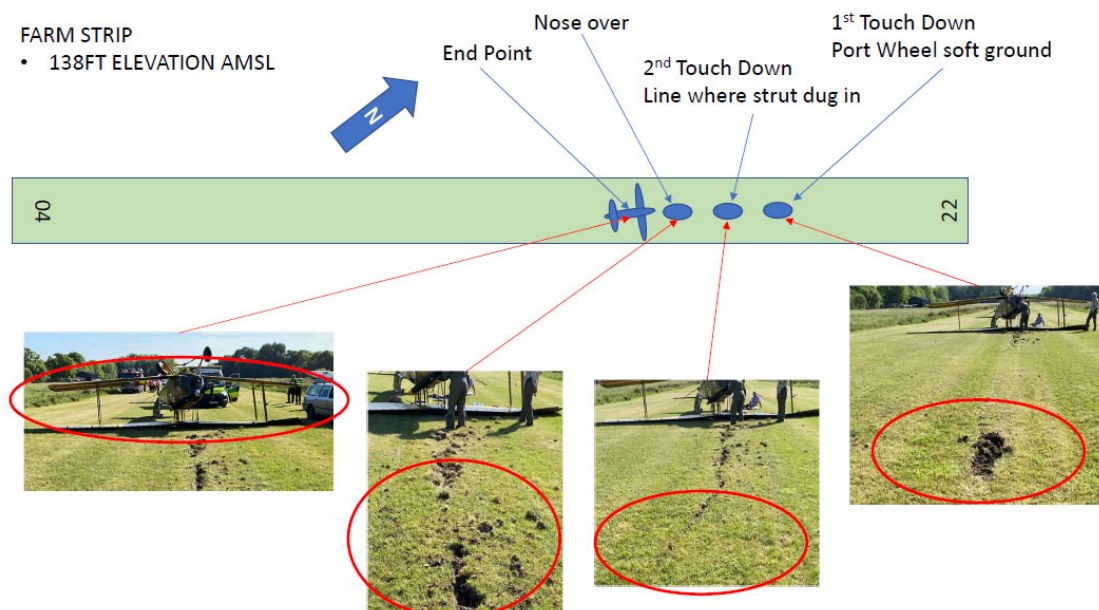 FARM STRIP
• 138FT ELEVATION AMSL
N
End Point
Nose over
2nd Touch Down
Line where strut dug in
1st Touch Down
Port Wheel soft ground
04
22